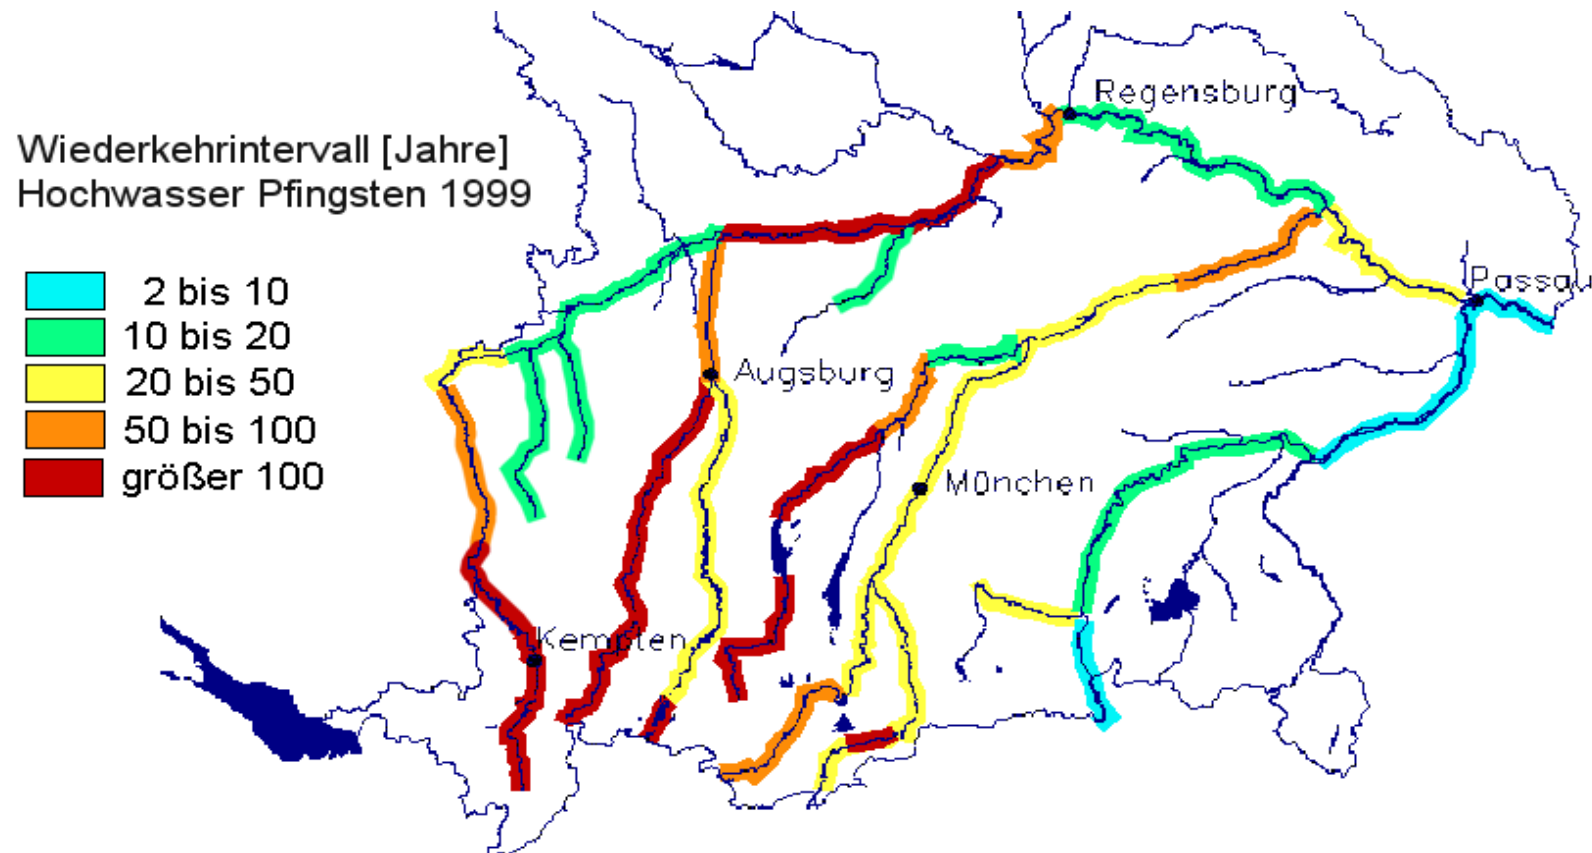 Wiederkehrintervall [Jahre]
Hochwasser Pfingsten 1999
2 bis 10
10 bis 20
20 bis 50
50 bis 100
größer 100
Regensburg
Passau
Augsburg
München
Kempten